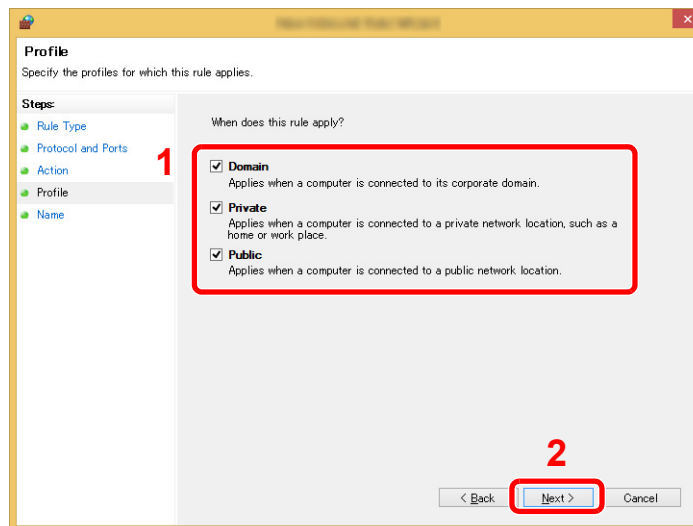 Profile
Specify the profiles for which this rule applies.
Steps:
Rule Type
Protocol and Ports
Action
Profile
Name
When does this rule apply?
1
Domain
Applies when a computer is connected to its corporate domain.
Private
Applies when a computer is connected to a private network location, such as a
home or work place.
Public
Applies when a computer is connected to a public network location.
2
< Back
Next >
Cancel